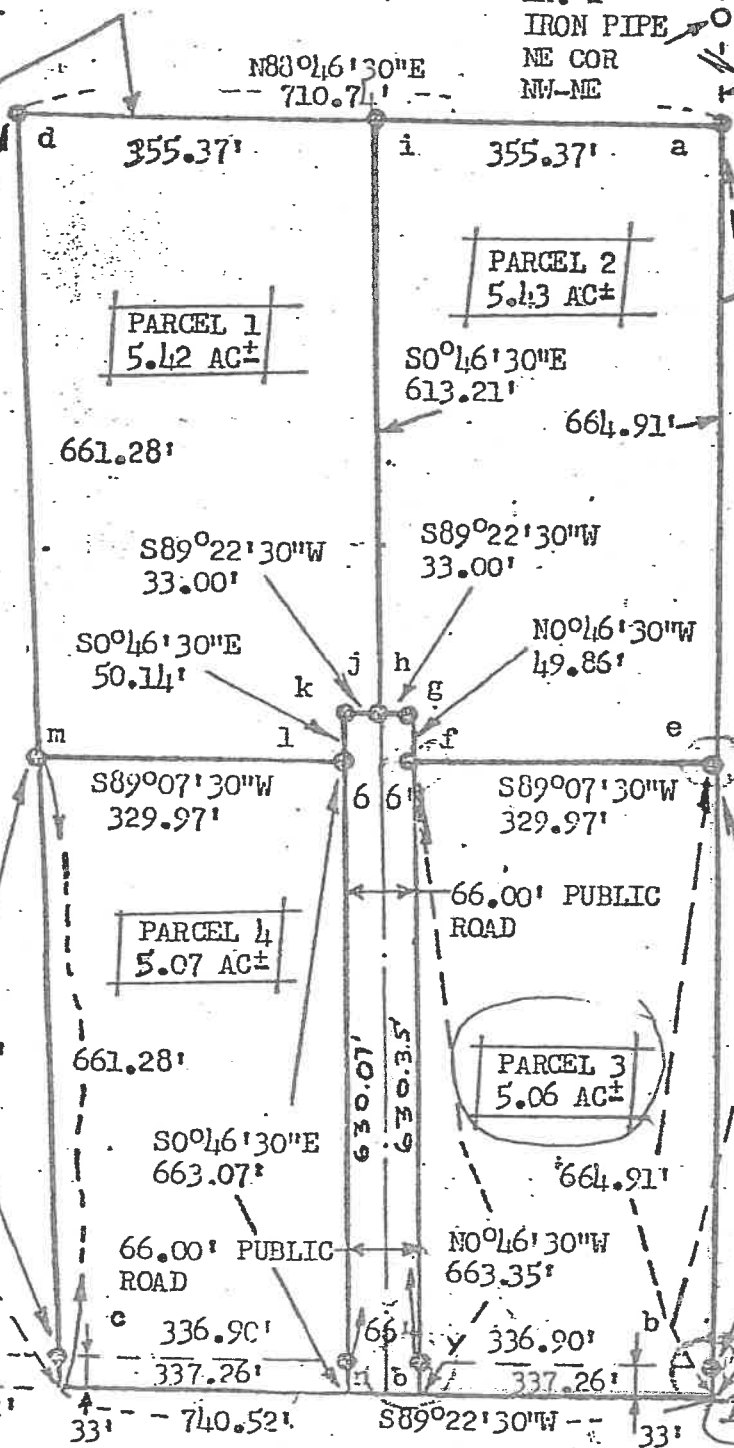 IRON PIPE
NE COR
NW-NE
N88°46'30"E
710.74'
d
i
a
355.37'
355.37'
PARCEL 2
5.43 AC±
PARCEL 1
5.42 AC±
S0°46'30"E
613.21'
664.91'
661.28'
S89°22'30"W
33.00'
S89°22'30"W
33.00'
S0°46'30"E
50.14'
N0°46'30"W
49.86'
j
h
k
g
m
l
f
e
S89°07'30"W
329.97'
66'
S89°07'30"W
329.97'
66.00' PUBLIC
ROAD
PARCEL 4
5.07 AC±
661.28'
630.07'
630.35'
PARCEL 3
5.06 AC±
664.91'
S0°46'30"E
663.07'
66.00' PUBLIC
ROAD
N0°46'30"W
663.35'
c
336.90'
66'
336.90'
b
337.26'
337.26'
n
33'
740.52'
S89°22'30"W
33'